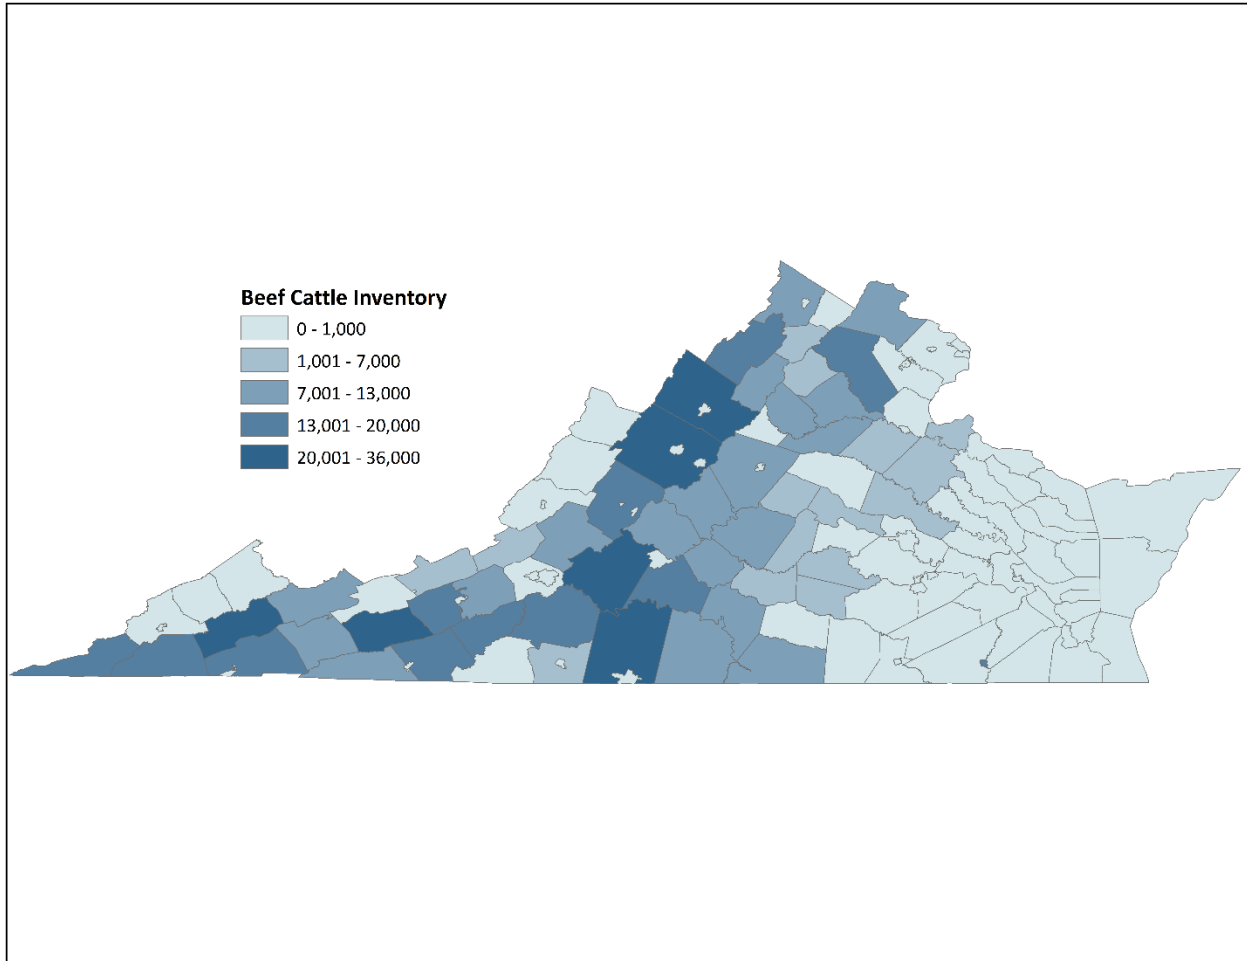 Beef Cattle Inventory
0 - 1,000
1,001 - 7,000
7,001 - 13,000
13,001 - 20,000
20,001 - 36,000